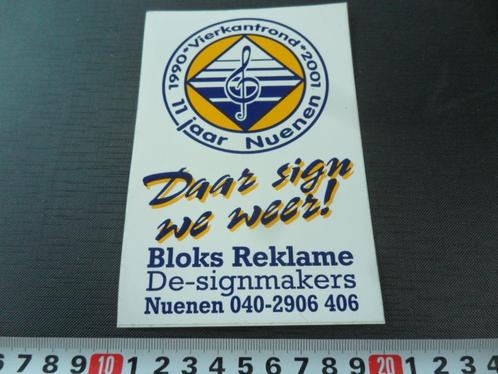 1990*Vierkantrond*2001
11 jaar Nuenen
Daar sign
we weer!
Bloks Reklame
De-signmakers
Nuenen 040-2906 406
6 7 8 9 10 1 2 3 4 5 6 7 8 9 20 1 2 3 4